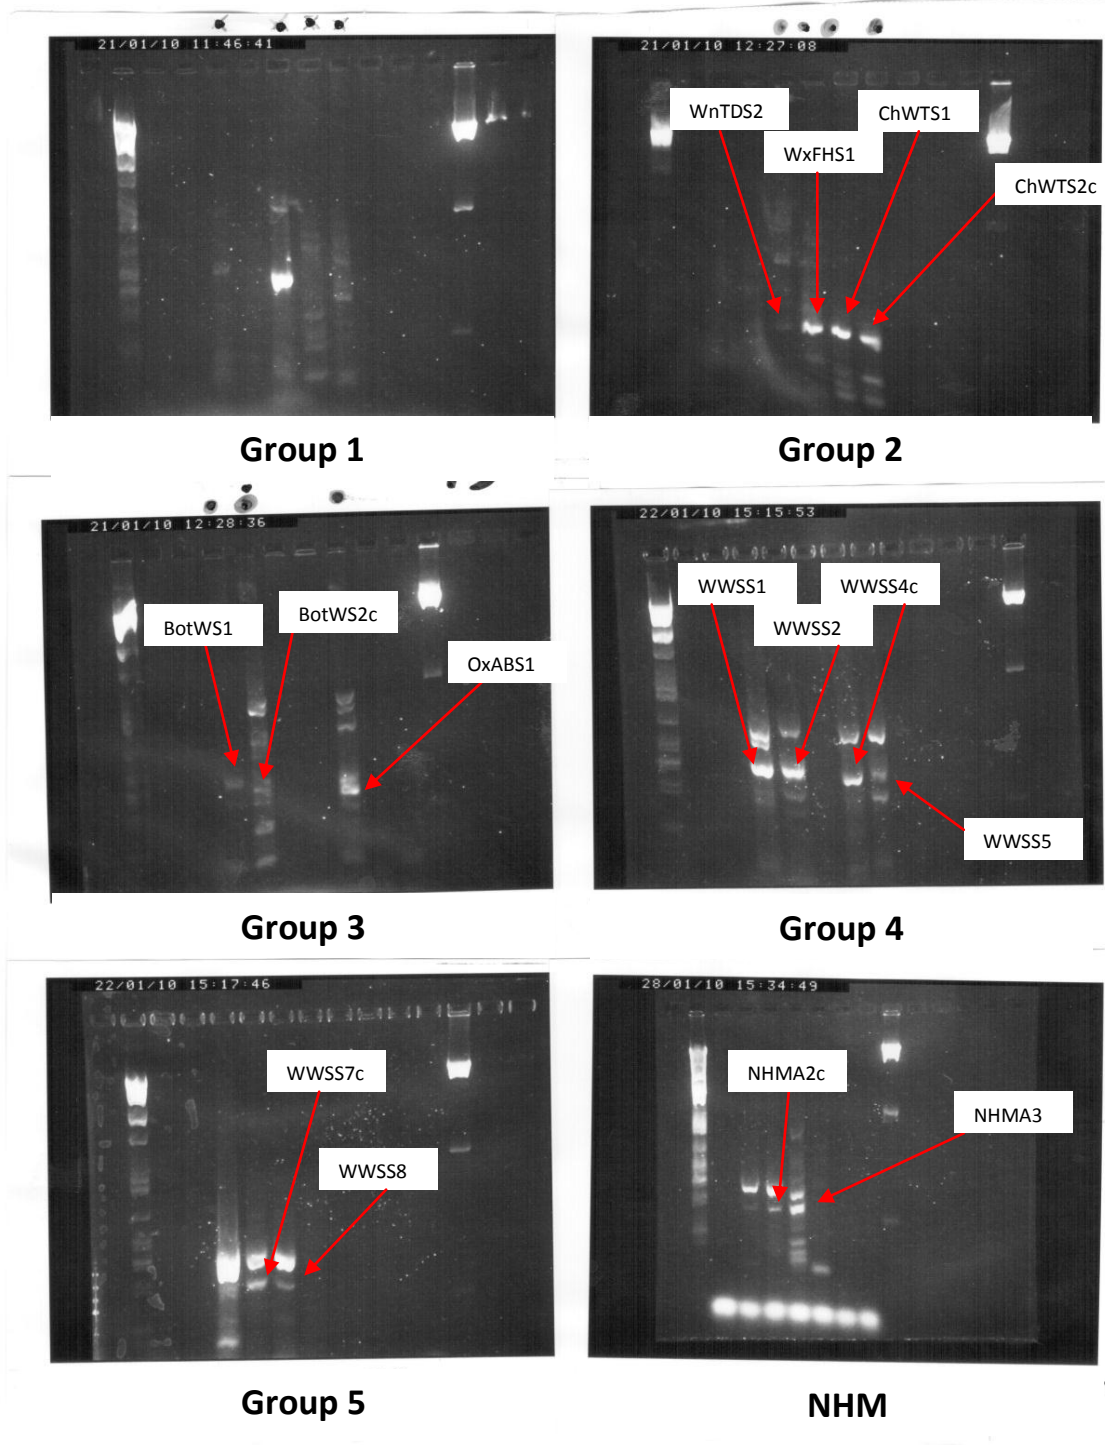 21/01/10 11:46:41
Group 1
21/01/10 12:27:08
WnTDS2
ChWTS1
WxFHS1
ChWTS2c
Group 2
21/01/10 12:28:36
BotWS1
BotWS2c
OxABS1
Group 3
22/01/10 15:15:53
WWSS1
WWSS4c
WWSS2
WWSS5
Group 4
22/01/10 15:17:46
WWSS7c
WWSS8
Group 5
28/01/10 15:34:49
NHMA2c
NHMA3
NHM